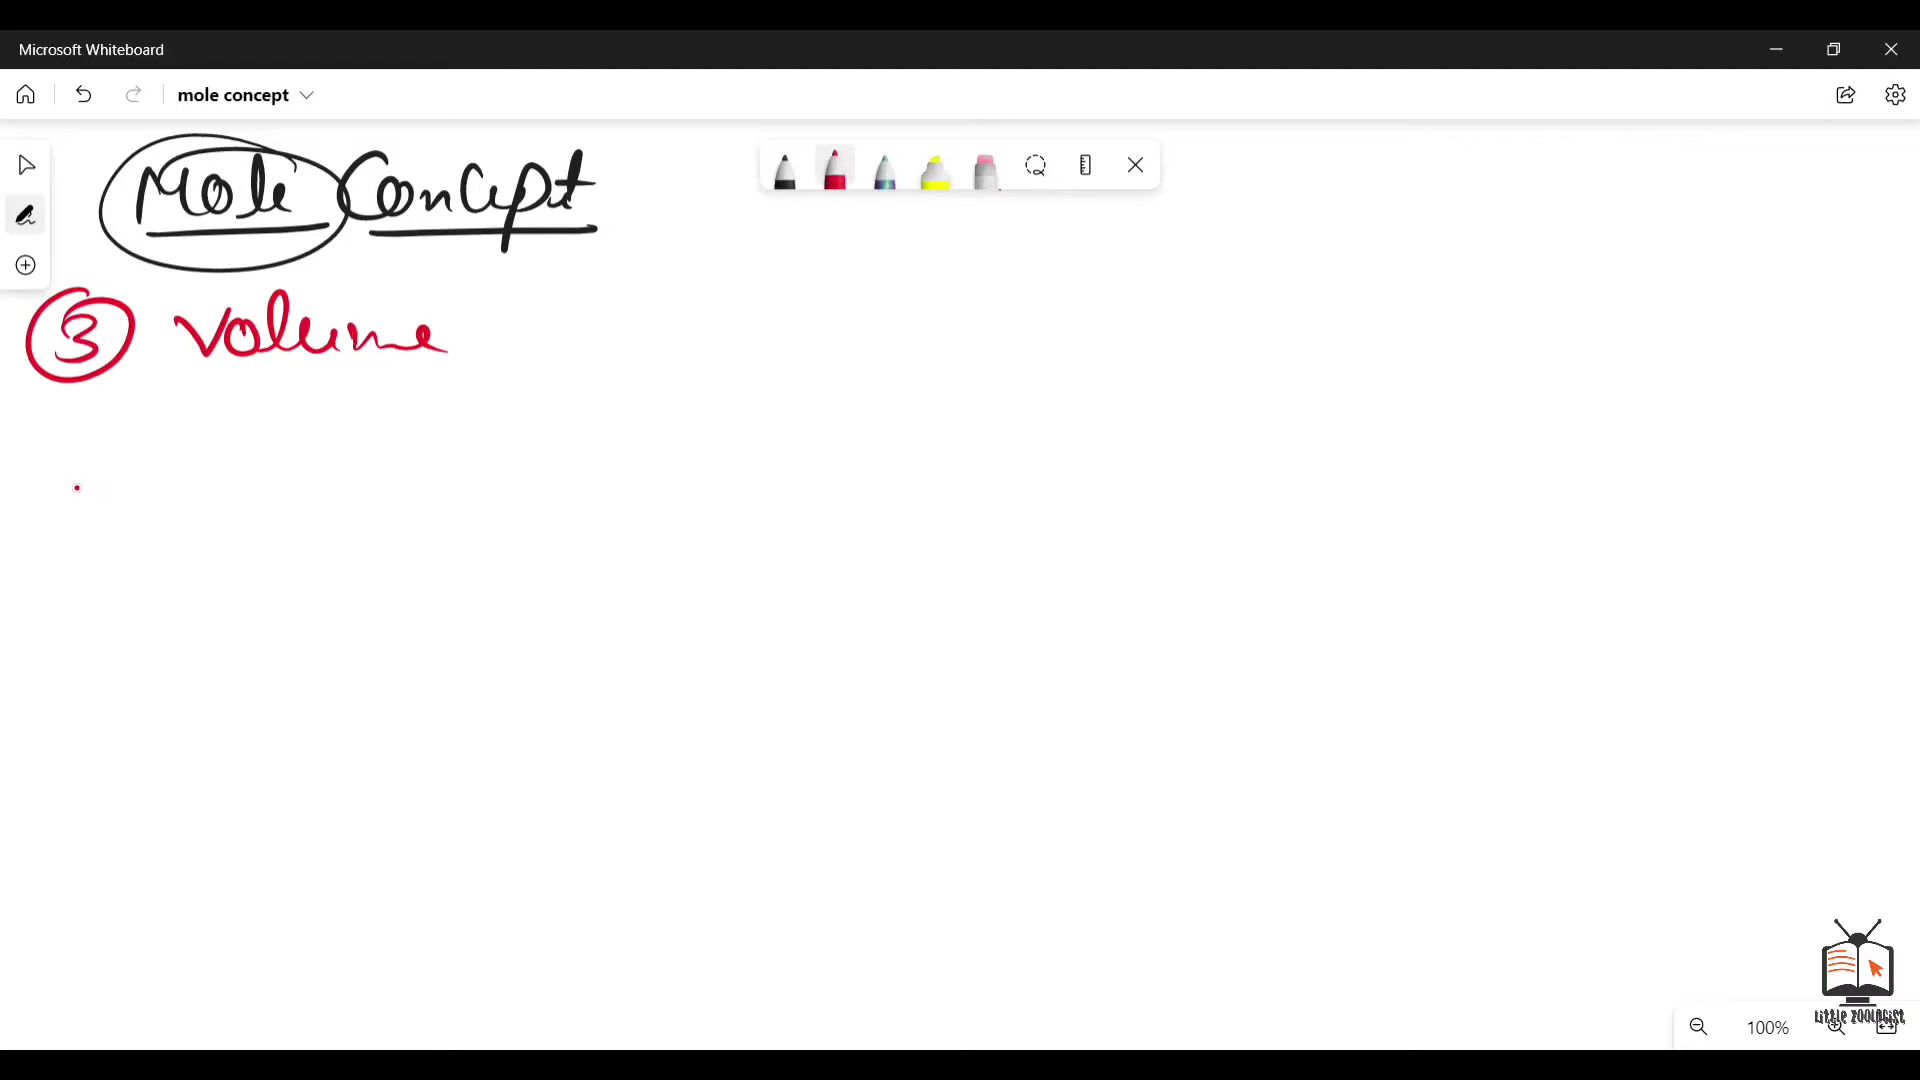 Microsoft Whiteboard
mole concept
Mole Concept
③ Volume
LittLE ZOOLOGIST
100%